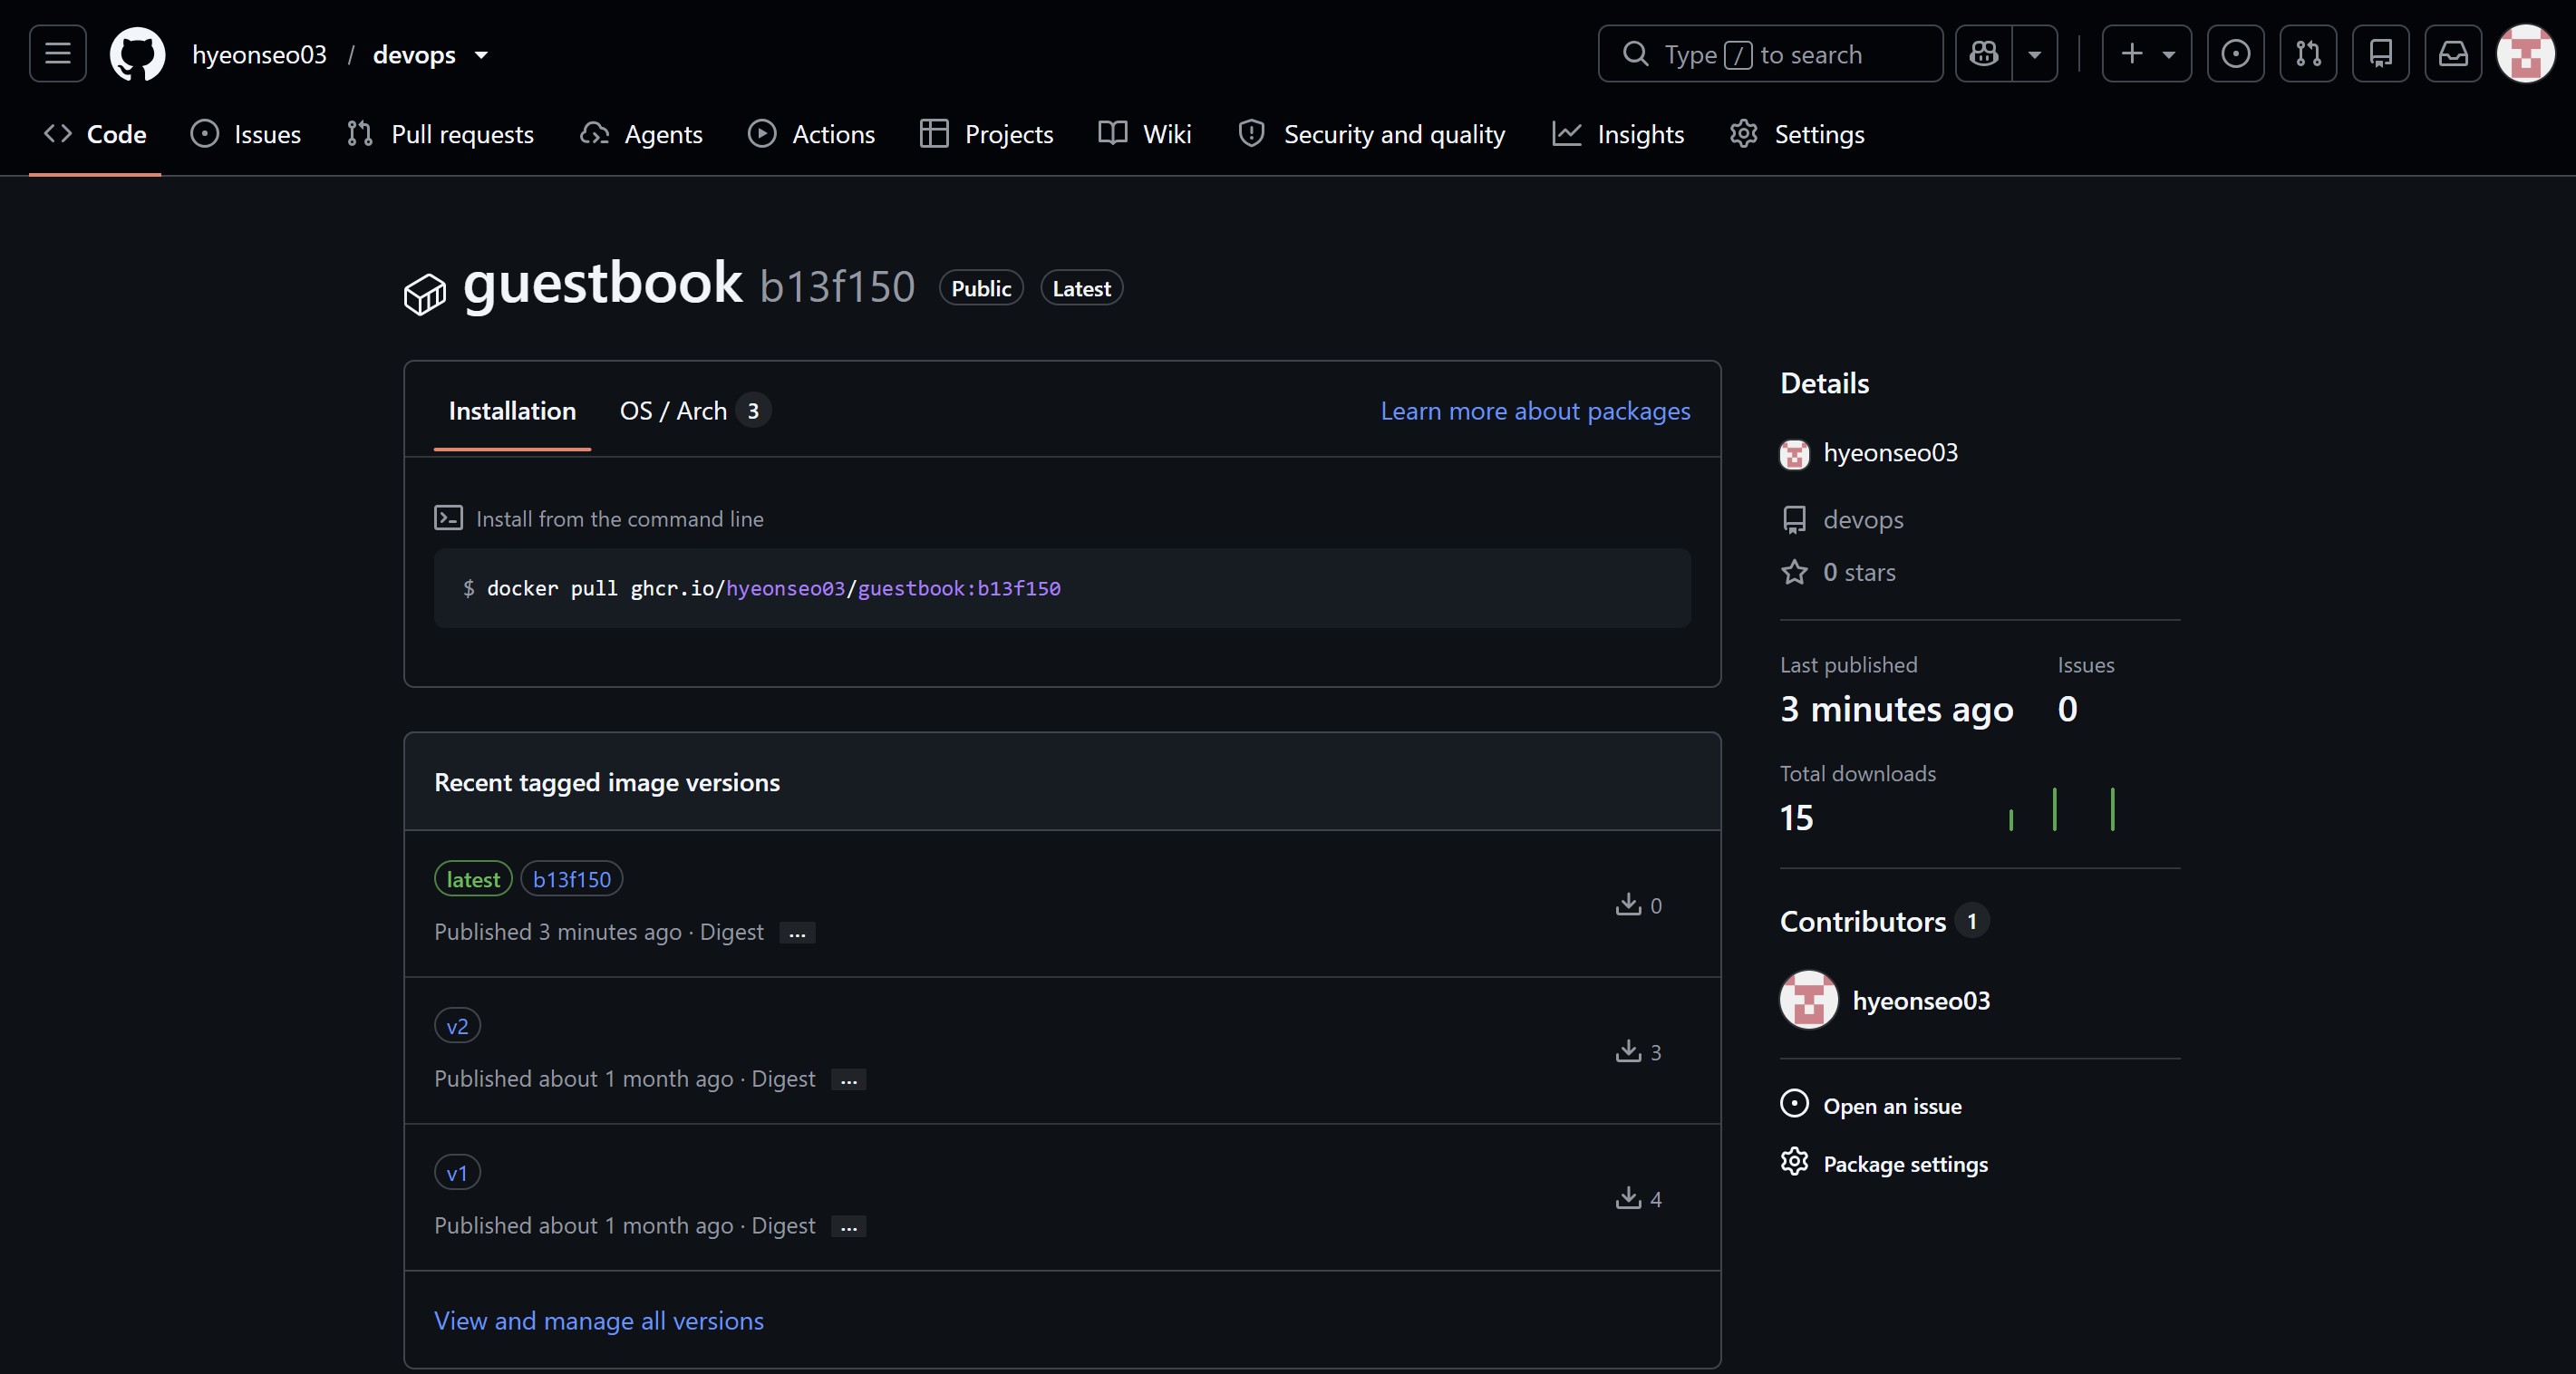 hyeonseo03 / devops
Type / to search
Code Issues Pull requests Agents Actions Projects Wiki Security and quality Insights Settings
guestbook b13f150 Public Latest
Installation OS / Arch 3 Learn more about packages
Install from the command line
$ docker pull ghcr.io/hyeonseo03/guestbook:b13f150
Recent tagged image versions
latest b13f150
Published 3 minutes ago · Digest ...
0
v2
Published about 1 month ago · Digest ...
3
v1
Published about 1 month ago · Digest ...
4
View and manage all versions
Details
hyeonseo03
devops
0 stars
Last published Issues
3 minutes ago 0
Total downloads
15
Contributors 1
hyeonseo03
Open an issue
Package settings